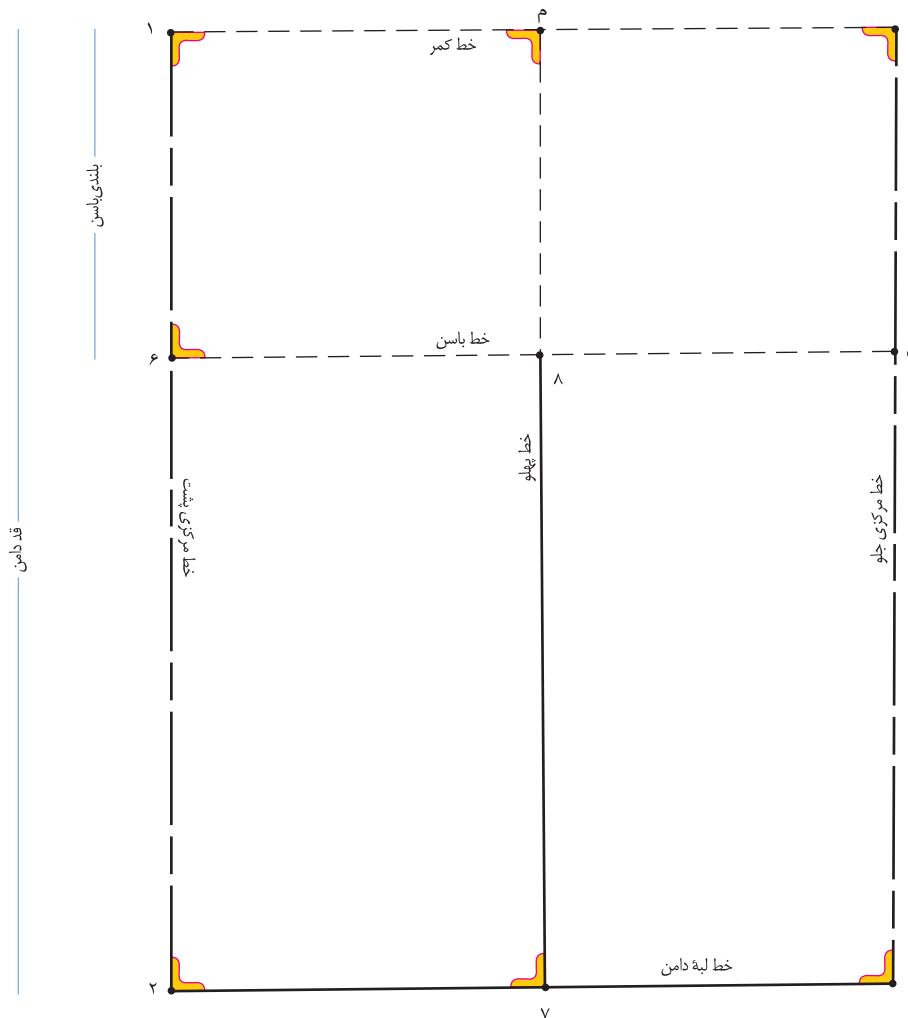 م
۱
خط کمر
بلندی باسن
خط باسن
۶
۸
خط پهلو
خط مرکزی جلو
خط مرکزی پشت
قد دامن
خط لبهٔ دامن
۲
۷